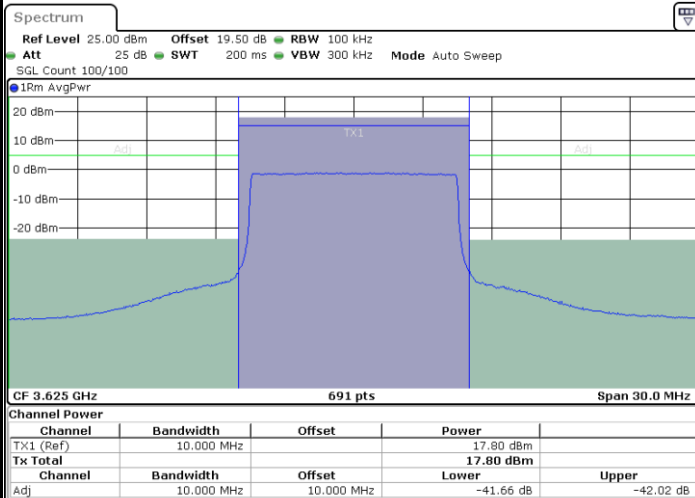 Spectrum
Ref Level 25.00 dBm Offset 19.50 dB RBW 100 kHz
Att 25 dB SWT 200 ms VBW 300 kHz Mode Auto Sweep
SGL Count 100/100
1Rm AvgPwr
20 dBm
TX1
10 dBm
Adj Adj
0 dBm
-10 dBm
-20 dBm
CF 3.625 GHz 691 pts Span 30.0 MHz
Channel Power
Channel Bandwidth Offset Power
TX1 (Ref) 10.000 MHz 17.80 dBm
Tx Total 17.80 dBm
Channel Bandwidth Offset Lower Upper
Adj 10.000 MHz 10.000 MHz -41.66 dB -42.02 dB